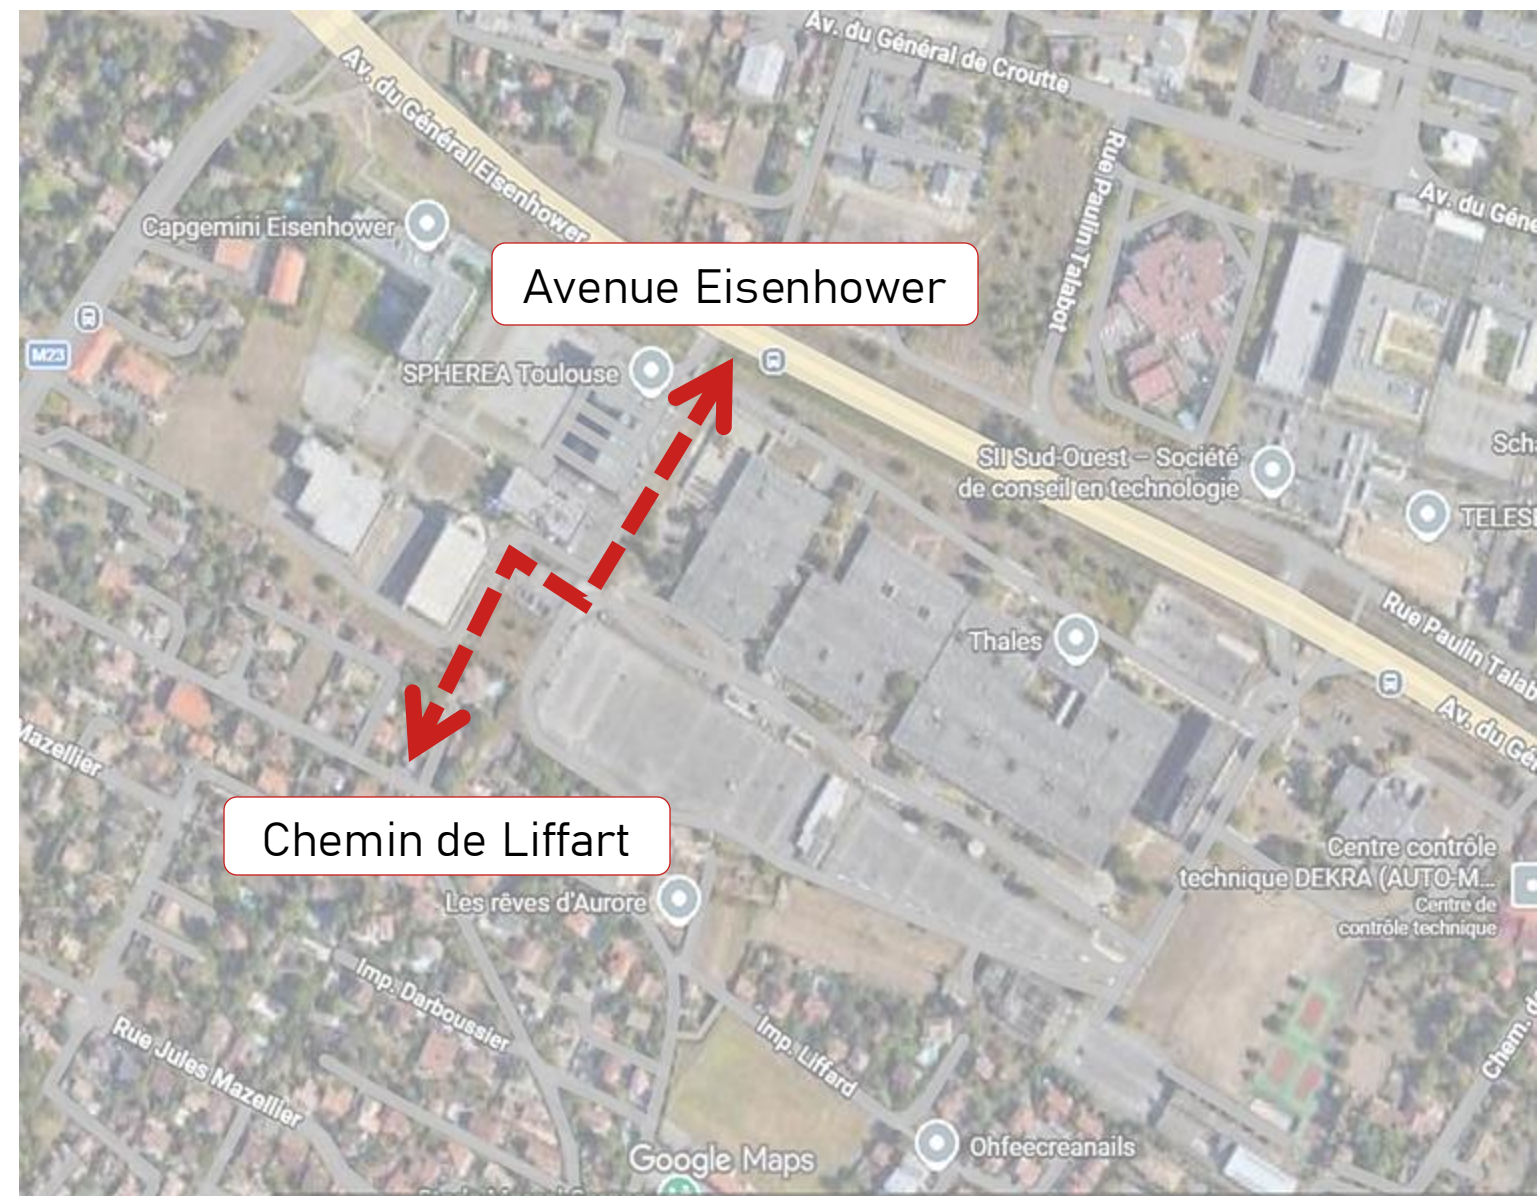 Av. du Général de Croutte
Av. du Général Eisenhower
Rue Paulin Talabot
Av. du Géné
Capgemini Eisenhower
Avenue Eisenhower
M23
SPHEREA Toulouse
SII Sud-Ouest – Société
de conseil en technologie
Sch
TELES
Rue Paulin Talab
Thales
Av. du Gé
Mazellier
Chemin de Liffart
Centre contrôle
technique DEKRA (AUTO-M...
Centre de
contrôle technique
Les rêves d'Aurore
Imp. Darboussier
Rue Jules Mazellier
Imp. Liffard
Chem. d
Google Maps
Ohfeecreanails